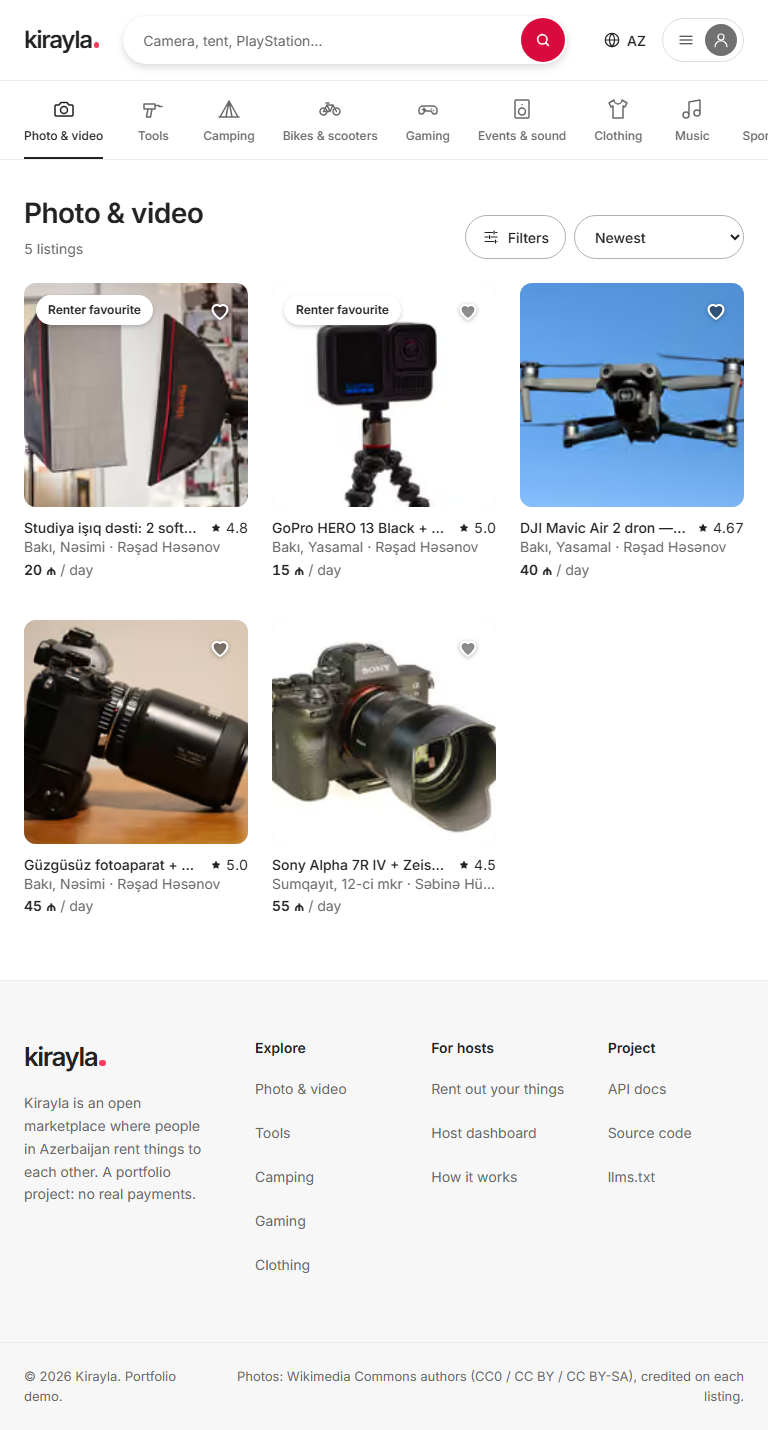 kirayla.
Camera, tent, PlayStation...
AZ
Photo & video
Tools
Camping
Bikes & scooters
Gaming
Events & sound
Clothing
Music
Spor
Photo & video
5 listings
Filters
Newest
Renter favourite
Renter favourite
Studiya işıq dəsti: 2 soft...
4.8
Bakı, Nəsimi · Rəşad Həsənov
20 ₼ / day
GoPro HERO 13 Black + ...
5.0
Bakı, Yasamal · Rəşad Həsənov
15 ₼ / day
DJI Mavic Air 2 dron —...
4.67
Bakı, Yasamal · Rəşad Həsənov
40 ₼ / day
SONY
Güzgüsüz fotoaparat + ...
5.0
Bakı, Nəsimi · Rəşad Həsənov
45 ₼ / day
Sony Alpha 7R IV + Zeis...
4.5
Sumqayıt, 12-ci mkr · Səbinə Hü...
55 ₼ / day
kirayla.
Kirayla is an open
marketplace where people
in Azerbaijan rent things to
each other. A portfolio
project: no real payments.
Explore
Photo & video
Tools
Camping
Gaming
Clothing
For hosts
Rent out your things
Host dashboard
How it works
Project
API docs
Source code
llms.txt
© 2026 Kirayla. Portfolio
demo.
Photos: Wikimedia Commons authors (CC0 / CC BY / CC BY-SA), credited on each
listing.